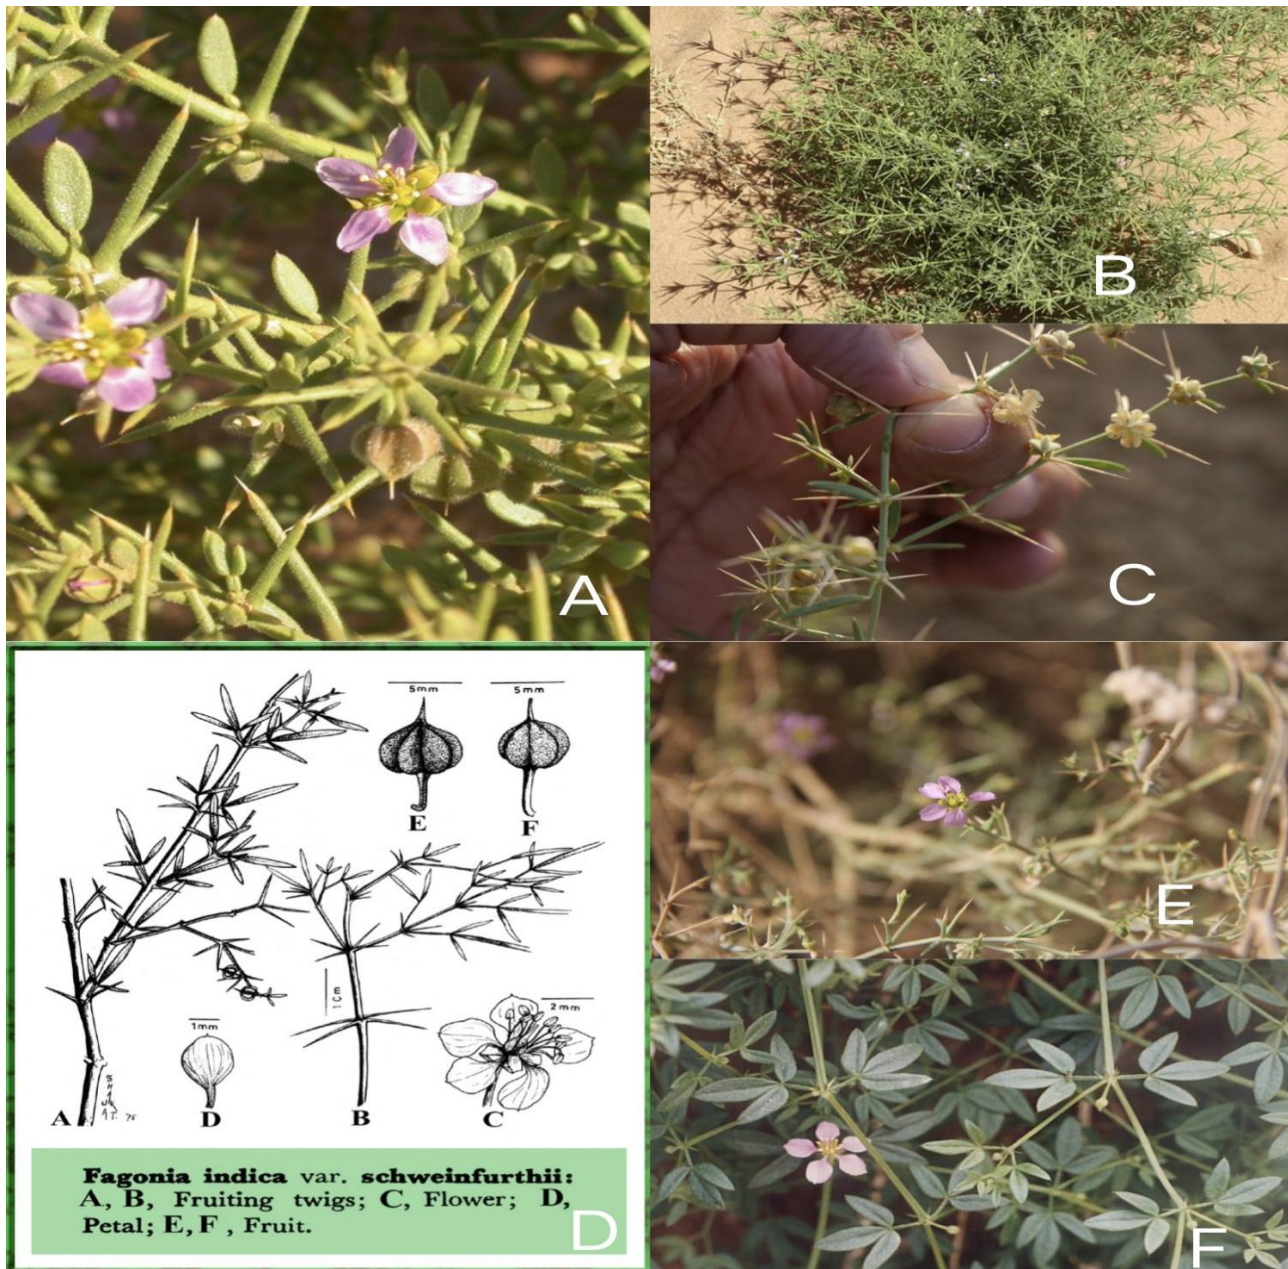 A
B
C
5mm
5mm
E
F
1cm
2mm
1mm
A
D
B
C
Fagonia indica var. schweinfurthii:
A, B, Fruiting twigs; C, Flower; D,
Petal; E, F , Fruit.
D
E
F